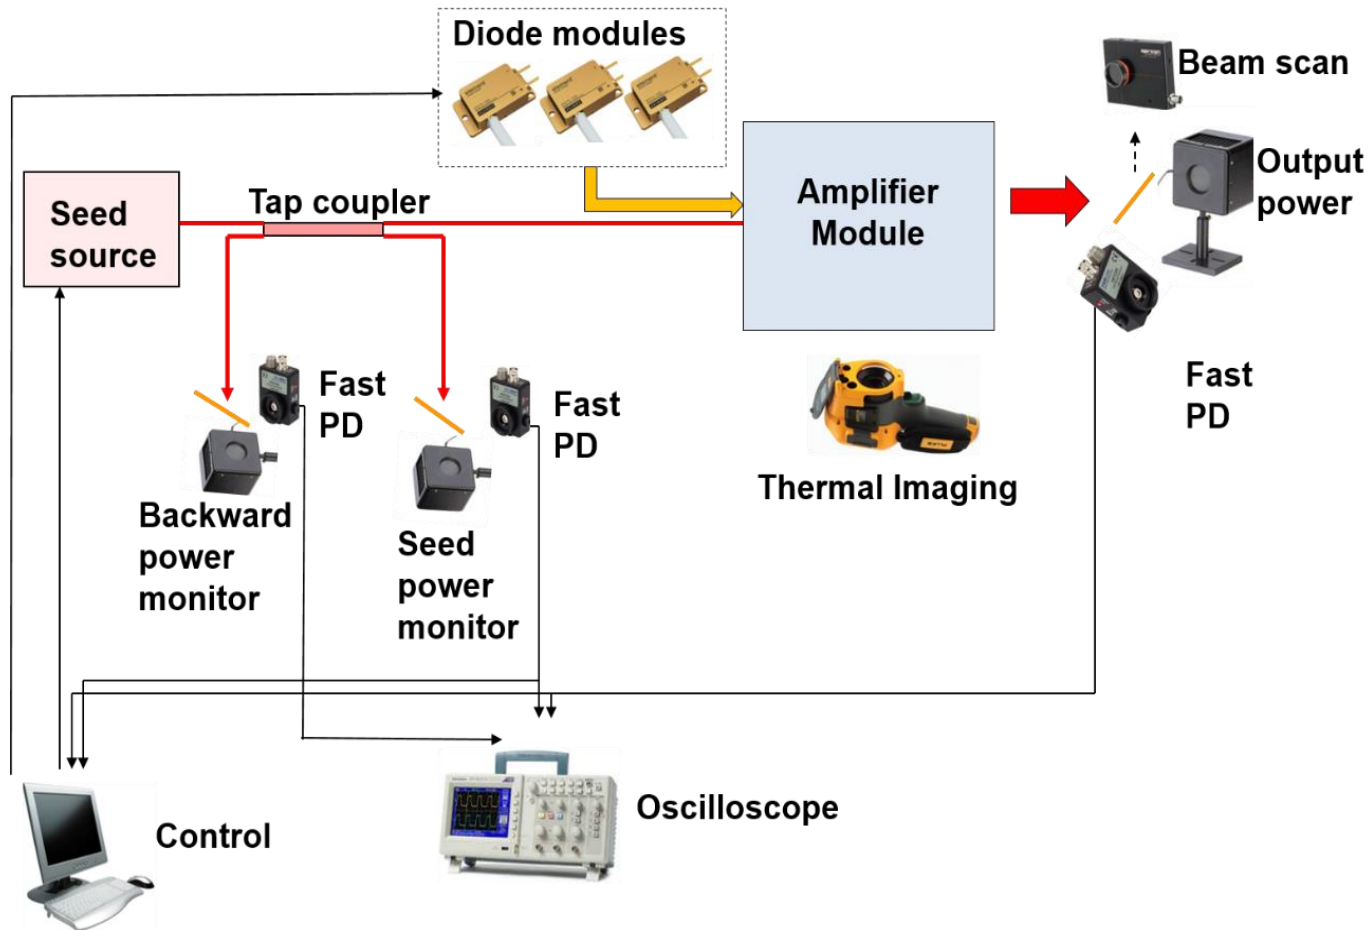 Diode modules
Beam scan
Output
power
Seed
source
Tap coupler
Amplifier
Module
Fast
PD
Fast
PD
Fast
PD
Thermal Imaging
Backward
power
monitor
Seed
power
monitor
Control
Oscilloscope